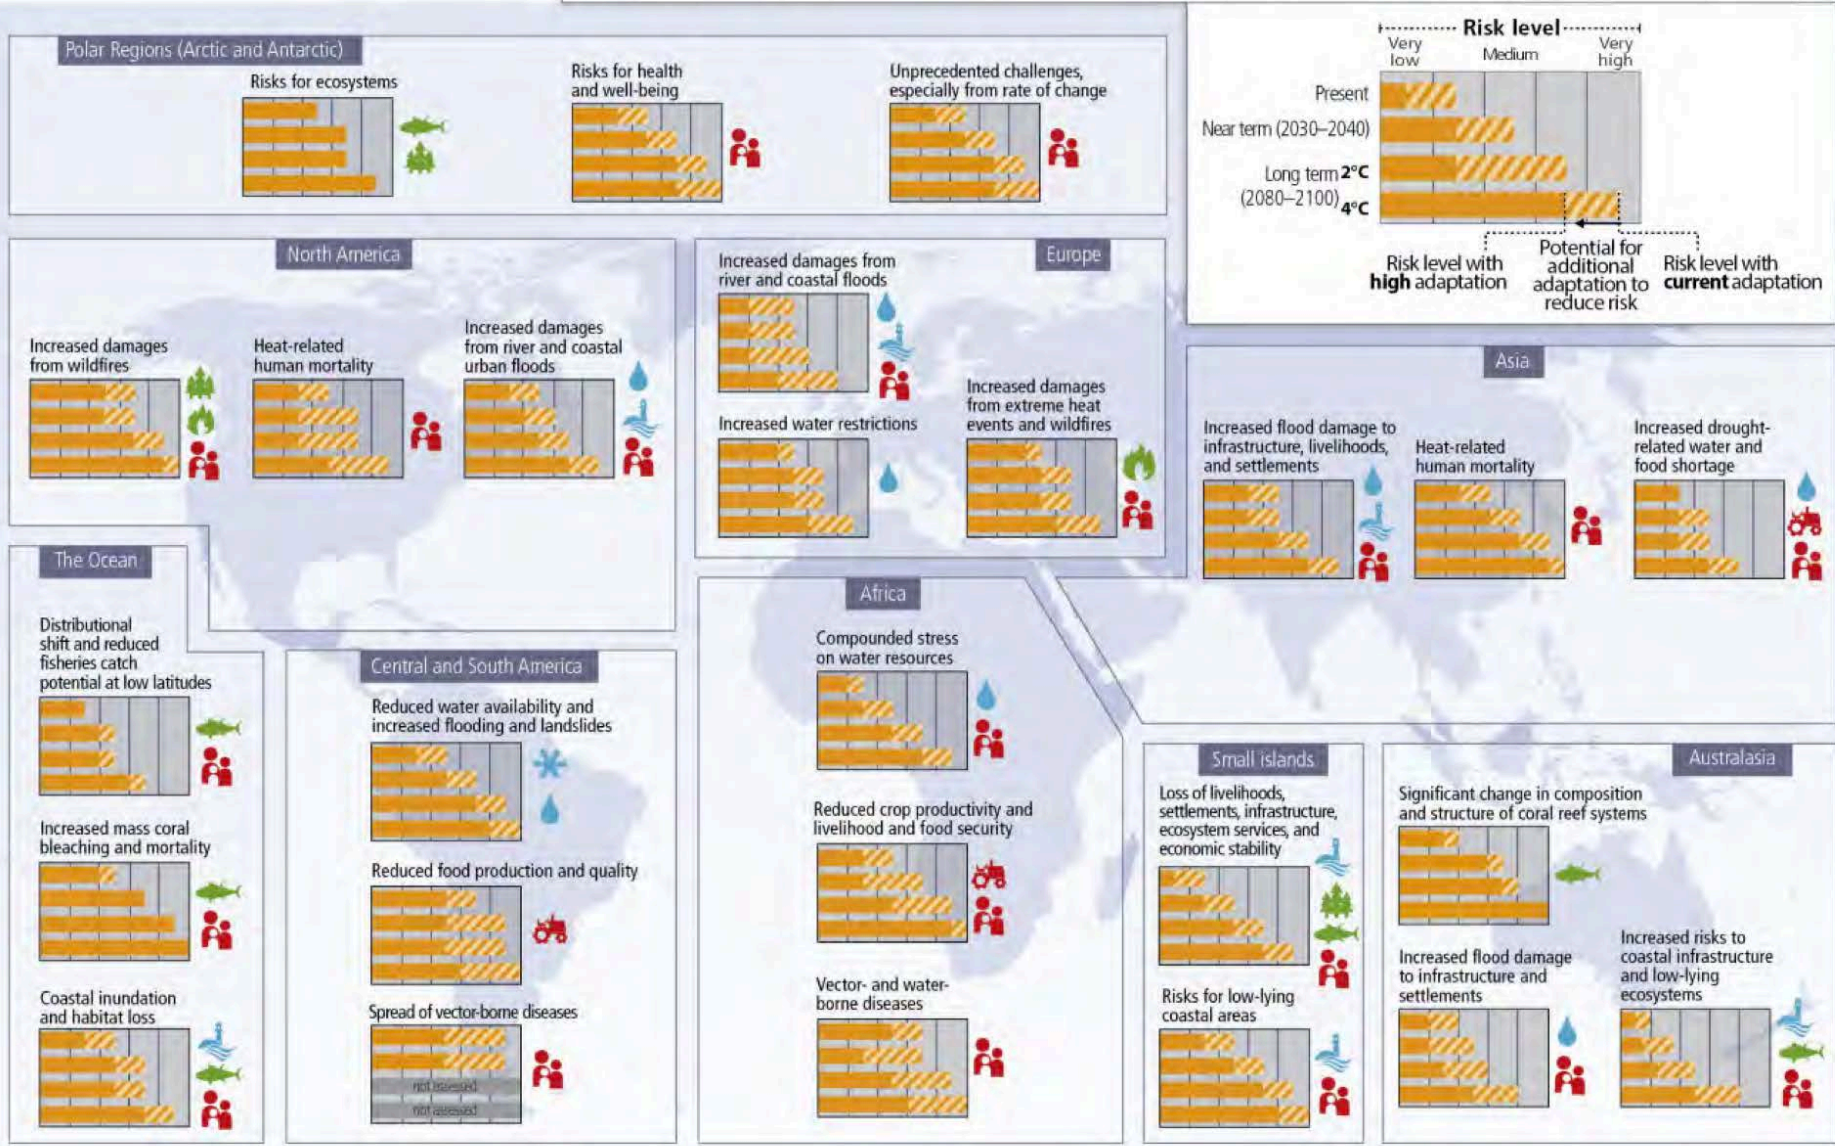 Polar Regions (Arctic and Antarctic)
Risks for ecosystems
Risks for health
and well-being
Unprecedented challenges,
especially from rate of change
Risk level
Very
low
Medium
Very
high
Present
Near term (2030–2040)
Long term 2°C
(2080–2100)
4°C
Risk level with
high adaptation
Potential for
additional
adaptation to
reduce risk
Risk level with
current adaptation
North America
Increased damages
from wildfires
Heat-related
human mortality
Increased damages
from river and coastal
urban floods
Europe
Increased damages from
river and coastal floods
Increased water restrictions
Increased damages
from extreme heat
events and wildfires
Asia
Increased flood damage to
infrastructure, livelihoods,
and settlements
Heat-related
human mortality
Increased drought-
related water and
food shortage
The Ocean
Distributional
shift and reduced
fisheries catch
potential at low latitudes
Increased mass coral
bleaching and mortality
Coastal inundation
and habitat loss
Central and South America
Reduced water availability and
increased flooding and landslides
Reduced food production and quality
Spread of vector-borne diseases
not assessed
not assessed
Africa
Compounded stress
on water resources
Reduced crop productivity and
livelihood and food security
Vector- and water-
borne diseases
Small islands
Loss of livelihoods,
settlements, infrastructure,
ecosystem services, and
economic stability
Risks for low-lying
coastal areas
Australasia
Significant change in composition
and structure of coral reef systems
Increased flood damage
to infrastructure and
settlements
Increased risks to
coastal infrastructure
and low-lying
ecosystems